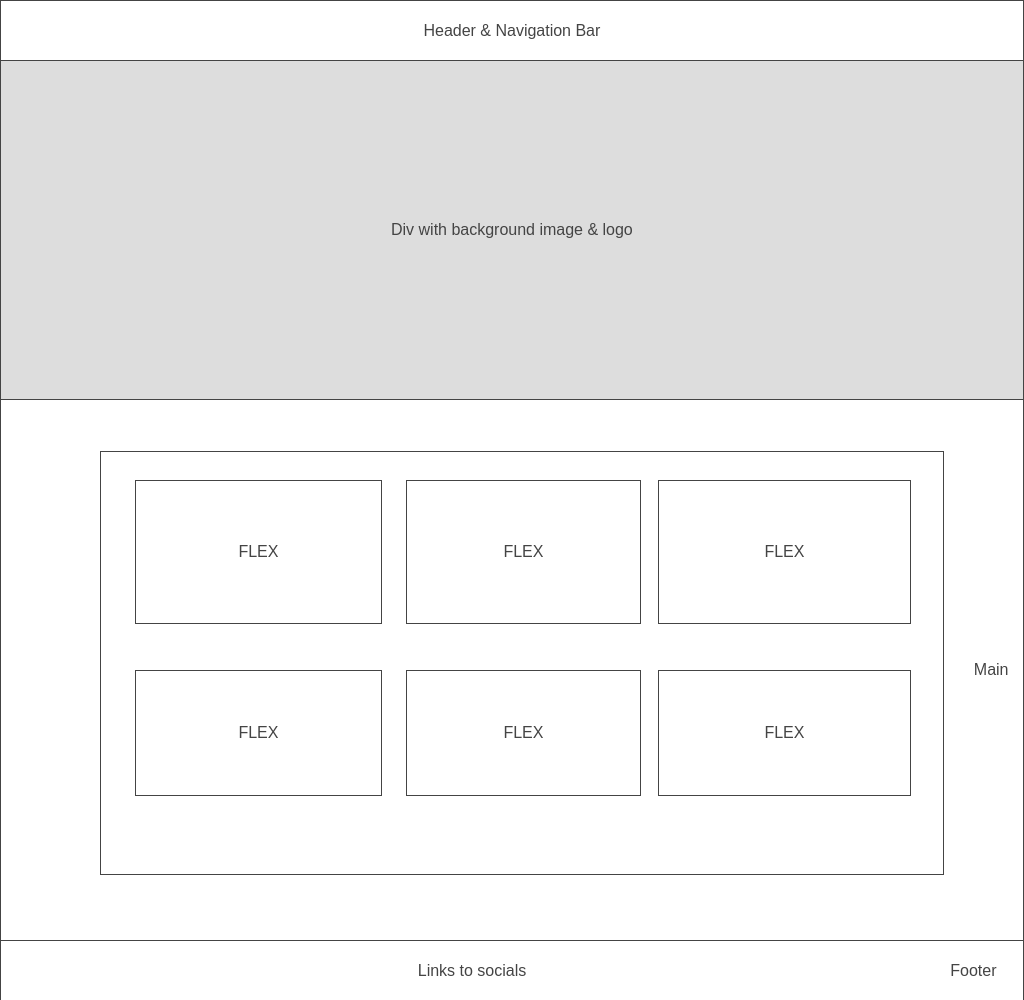 Header & Navigation Bar
Div with background image & logo
FLEX
FLEX
FLEX
Main
FLEX
FLEX
FLEX
Links to socials
Footer